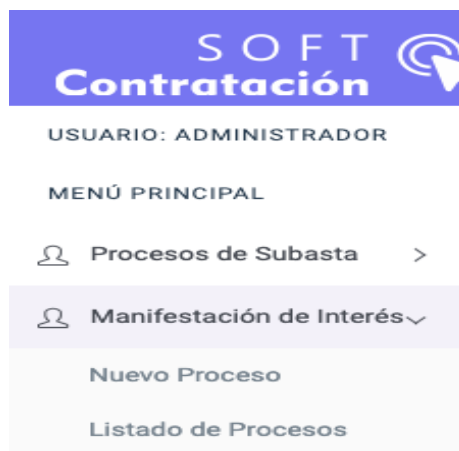 SOFT
Contratación
USUARIO: ADMINISTRADOR
MENÚ PRINCIPAL
Procesos de Subasta
Manifestación de Interés
Nuevo Proceso
Listado de Procesos